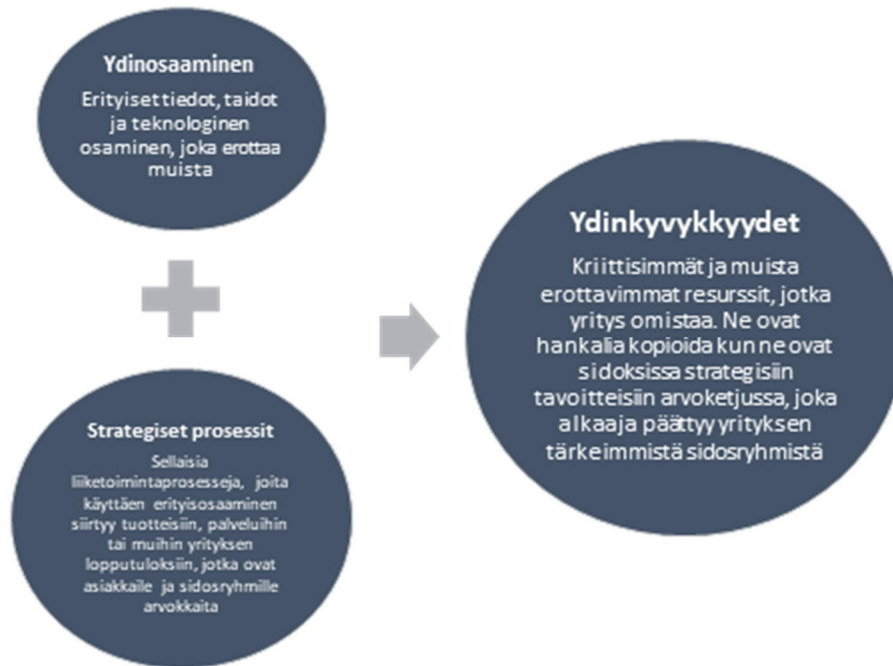 Ydinosaaminen
Erityiset tiedot, taidot
ja teknologinen
osaminen, joka erottaa
muista
Strategiset prosessit
Sellaisia
liiketoimintaprosesseja, joita
käyttäen erityisosaaminen
siirtyy tuotteisiin, palveluihin
tai muihin yrityksen
lopputuloksiin, jotka ovat
asiakkaile ja sidosryhmille
arvokkaita
Ydinkyvykkyydet
Kriittisimmät ja muista
erottavimmat resurssit, jotka
yritys omistaa. Ne ovat
hankalia kopioida kun ne ovat
sidoksissa strategisiin
tavoitteisiin arvoketjussa, joka
alkaa ja päättyy yrityksen
tärkeimmistä sidosryhmistä